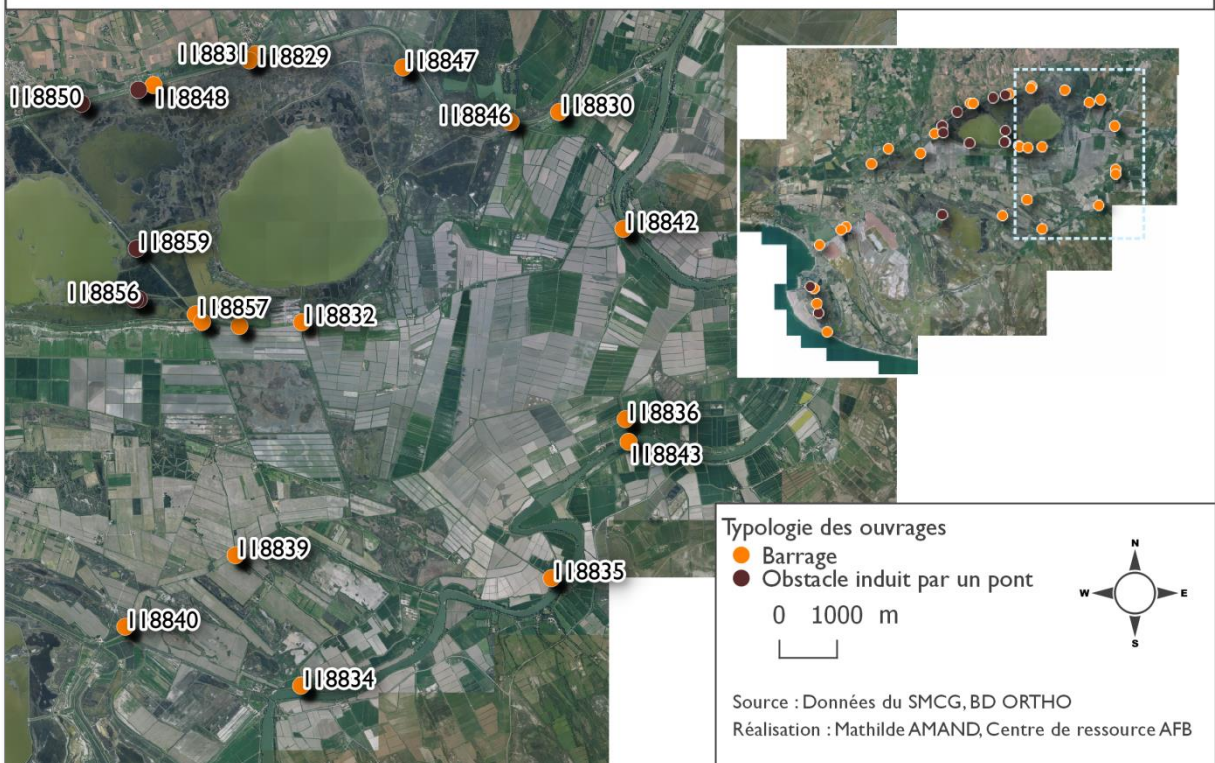 118831
118829
118847
118850
118848
118846
118830
118842
118859
118856
118857
118832
118836
118843
118839
118835
118840
118834
Typologie des ouvrages
Barrage
Obstacle induit par un pont
0 1000 m
N
W
E
S
Source : Données du SMCG, BD ORTHO
Réalisation : Mathilde AMAND, Centre de ressource AFB